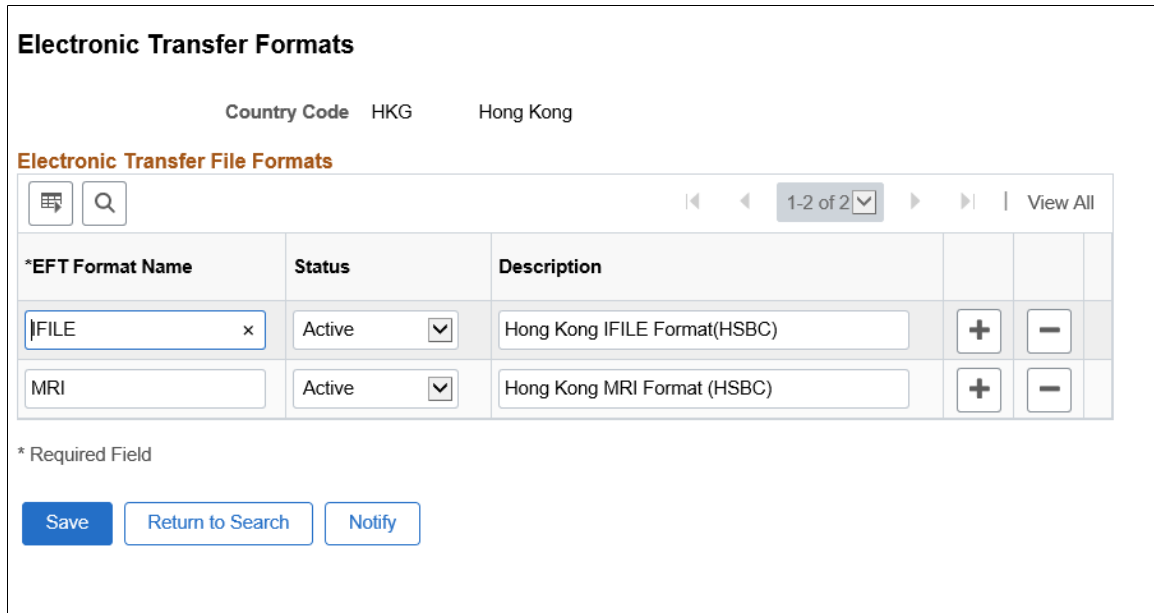 Electronic Transfer Formats
Country Code HKG Hong Kong
Electronic Transfer File Formats
1-2 of 2 | View All
*EFT Format Name Status Description
IFILE × Active Hong Kong IFILE Format(HSBC)
MRI Active Hong Kong MRI Format (HSBC)
* Required Field
Save Return to Search Notify